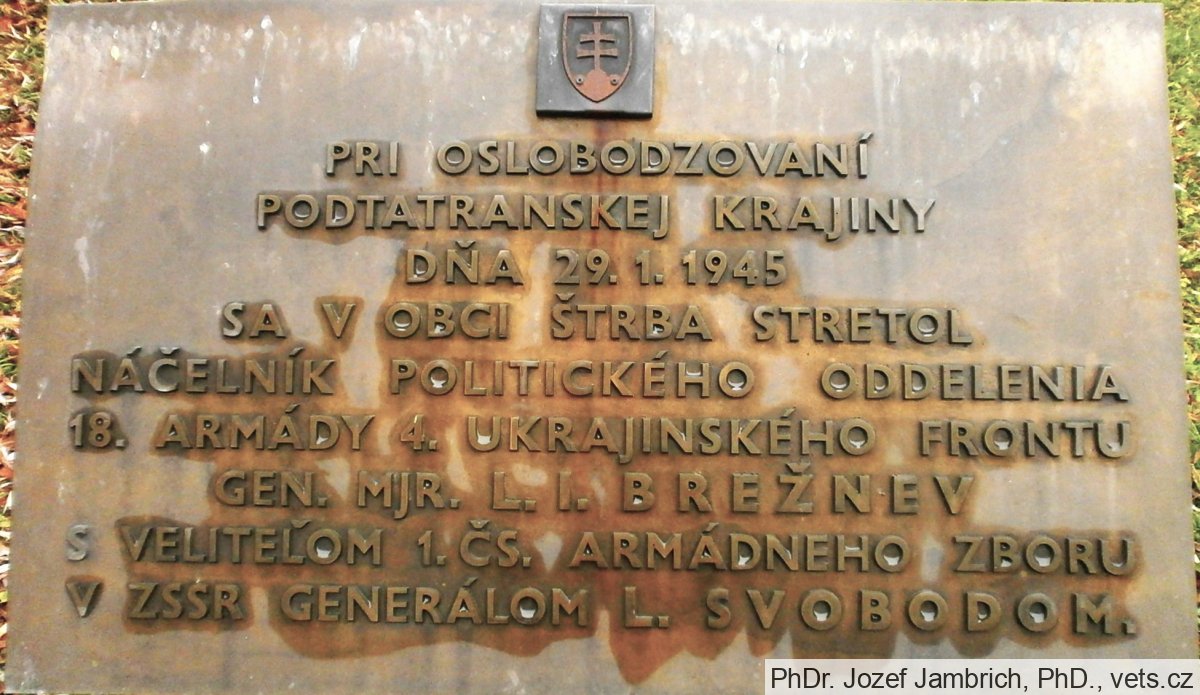 PRI OSLOBODZOVANÍ
PODTATRANSKEJ KRAJINY
DŇA 29. 1. 1945
SA V OBCI ŠTRBA STRETOL
NÁČELNÍK POLITICKÉHO ODDELENIA
18. ARMÁDY 4. UKRAJINSKÉHO FRONTU
GEN. MJR. L. I. BREŽNEV
S VELITEĽOM 1. ČS. ARMÁDNEHO ZBORU
V ZSSR GENERÁLOM L. SVOBODOM.
PhDr. Jozef Jambrich, PhD., vets.cz